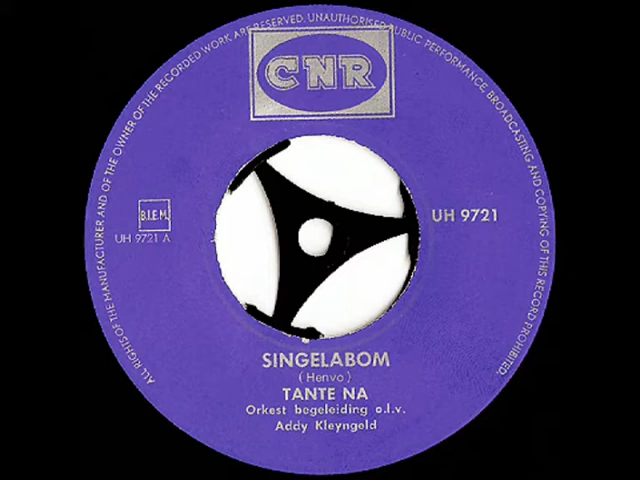 ALL RIGHTS OF THE MANUFACTURER AND OF THE OWNER OF THE RECORDED WORK ARE RESERVED. UNAUTHORISED PUBLIC PERFORMANCE, BROADCASTING AND COPYING OF THIS RECORD PROHIBITED.
CNR
B.I.E.M.
UH 9721 A
UH 9721
SINGELABOM
(Henvo)
TANTE NA
Orkest begeleiding o.l.v.
Addy Kleyngeld